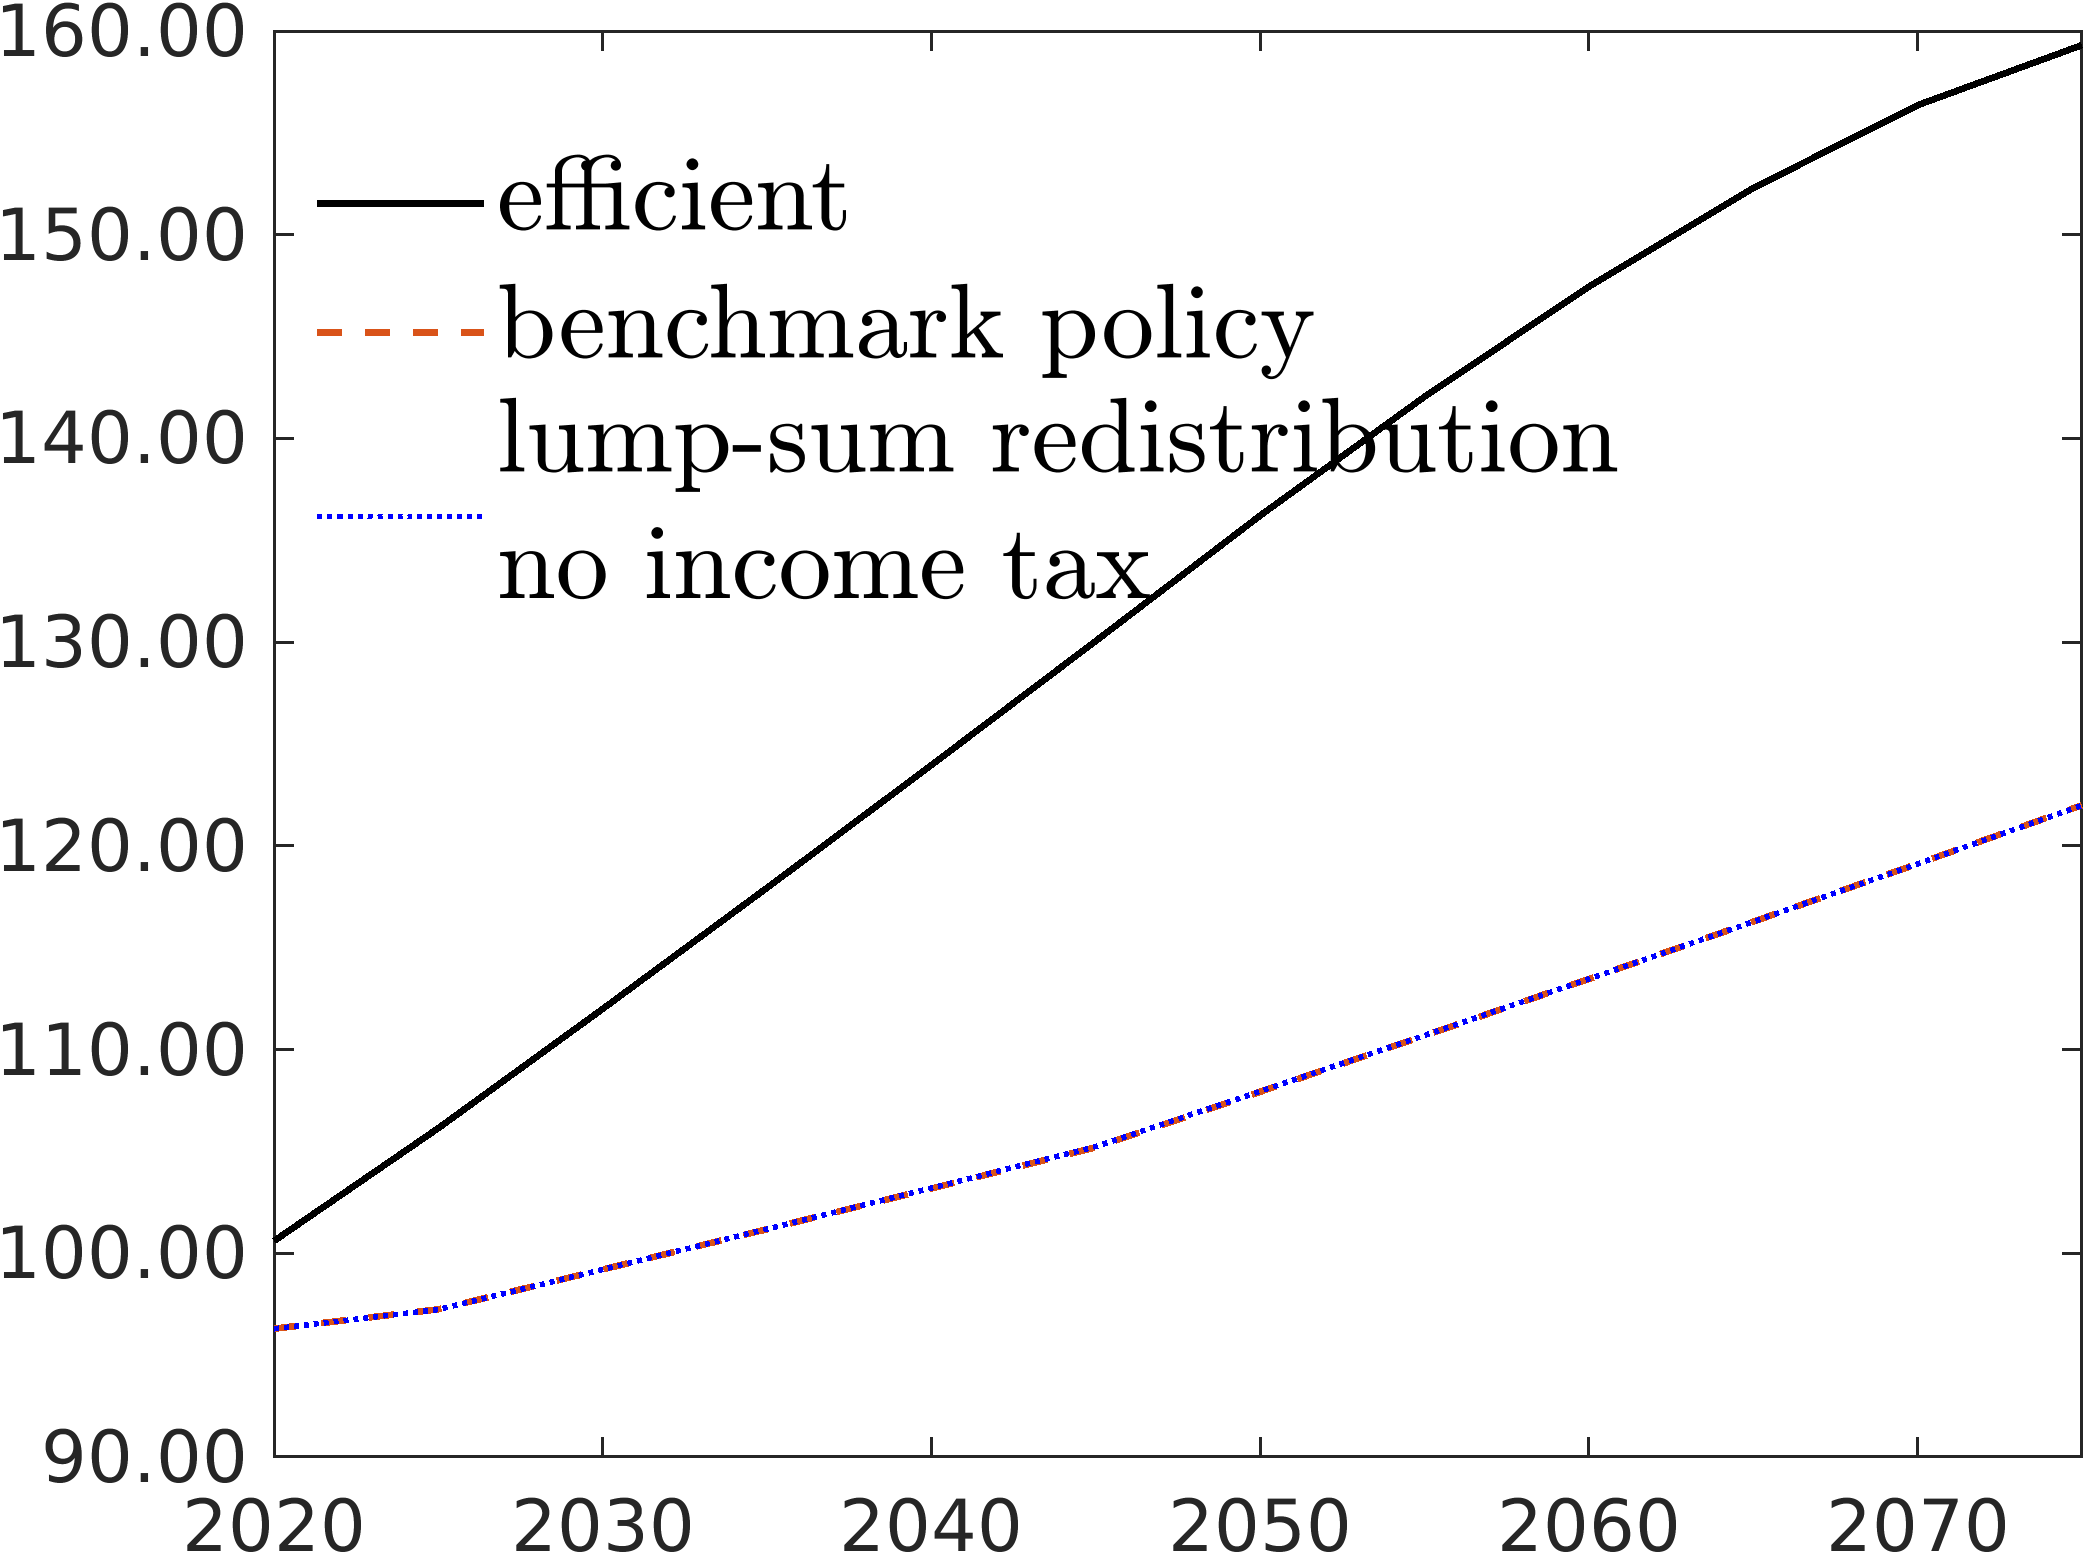 160.00
150.00
140.00
130.00
120.00
110.00
100.00
90.00
efficient
benchmark policy
lump-sum redistribution
no income tax
2020 2030 2040 2050 2060 2070